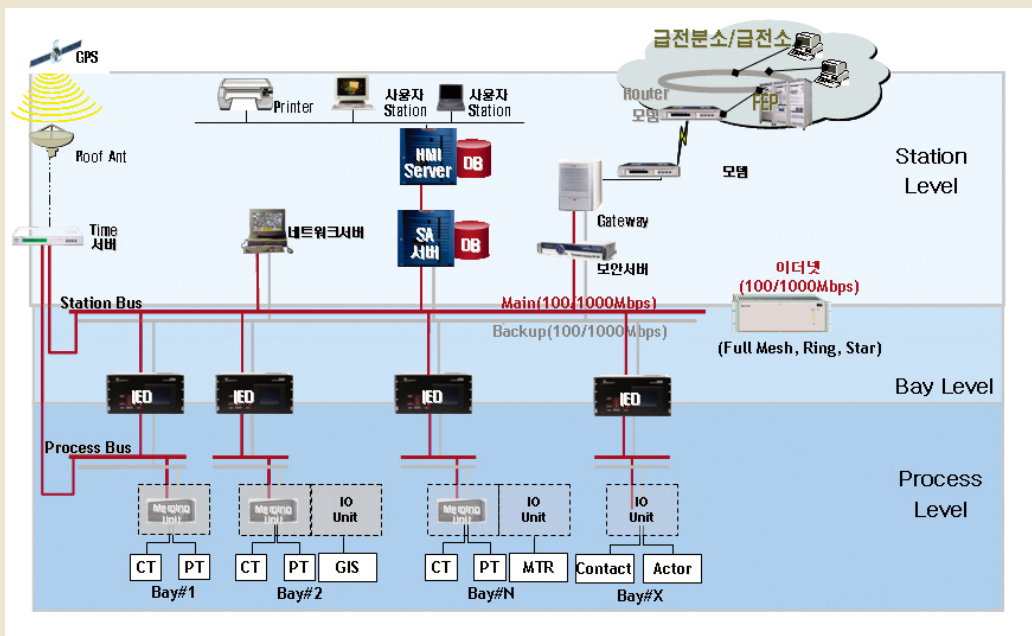 GPS
급전분소/급전소
Printer
사용자
Station
사용자
Station
Router
모뎀
FEP
Roof Ant
HMI
Server
DB
모뎀
Station
Level
Gateway
Time
서버
네트워크서버
SA
서버
DB
보안서버
이더넷
(100/1000Mbps)
Station Bus
Main(100/1000Mbps)
Backup(100/1000Mbps)
(Full Mesh, Ring, Star)
Bay Level
IED
IED
IED
IED
Process Bus
Process
Level
Merging
Unit
Merging
Unit
IO
Unit
Merging
Unit
IO
Unit
IO
Unit
CT
PT
CT
PT
GIS
CT
PT
MTR
Contact
Actor
Bay#1
Bay#2
Bay#N
Bay#X